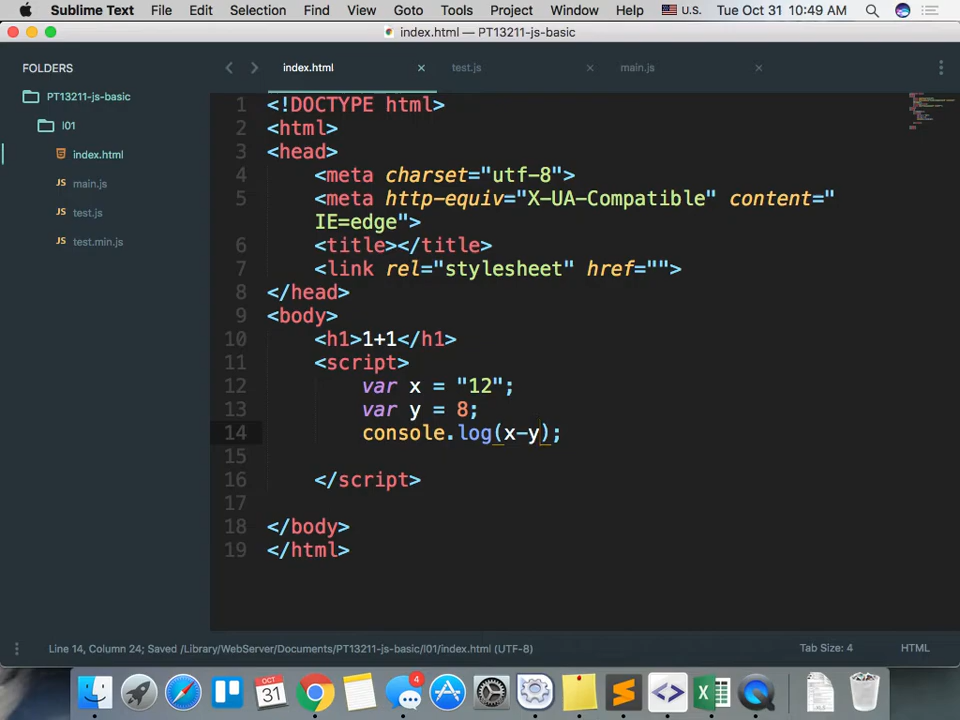 Sublime Text File Edit Selection Find View Goto Tools Project Window Help U.S. Tue Oct 31 10:49 AM
index.html — PT13211-js-basic
FOLDERS
PT13211-js-basic
l01
index.html
main.js
test.js
test.min.js
index.html × test.js × main.js ×
1 <!DOCTYPE html>
2 <html>
3 <head>
4 <meta charset="utf-8">
5 <meta http-equiv="X-UA-Compatible" content="
IE=edge">
6 <title></title>
7 <link rel="stylesheet" href="">
8 </head>
9 <body>
10 <h1>1+1</h1>
11 <script>
12 var x = "12";
13 var y = 8;
14 console.log(x-y);
15
16 </script>
17
18 </body>
19 </html>
Line 14, Column 24; Saved /Library/WebServer/Documents/PT13211-js-basic/l01/index.html (UTF-8) Tab Size: 4 HTML
OCT
31
4